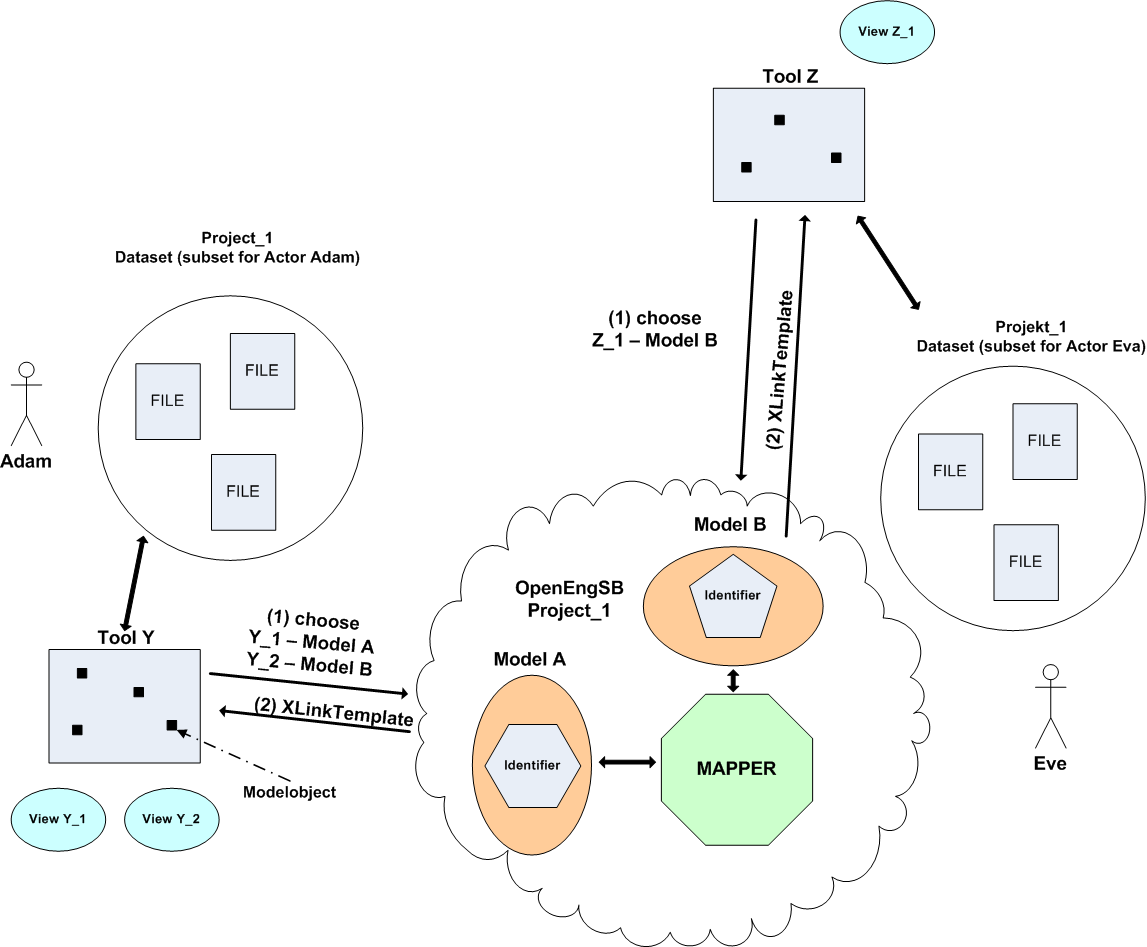 View Z_1
Tool Z
Project_1
Dataset (subset for Actor Adam)
FILE
FILE
FILE
Adam
(1) choose
Z_1 – Model B
(2) XLinkTemplate
Projekt_1
Dataset (subset for Actor Eva)
FILE
FILE
FILE
Eve
Tool Y
(1) choose
Y_1 – Model A
Y_2 – Model B
(2) XLinkTemplate
Modelobject
View Y_1
View Y_2
OpenEngSB
Project_1
Model B
Identifier
Model A
Identifier
MAPPER